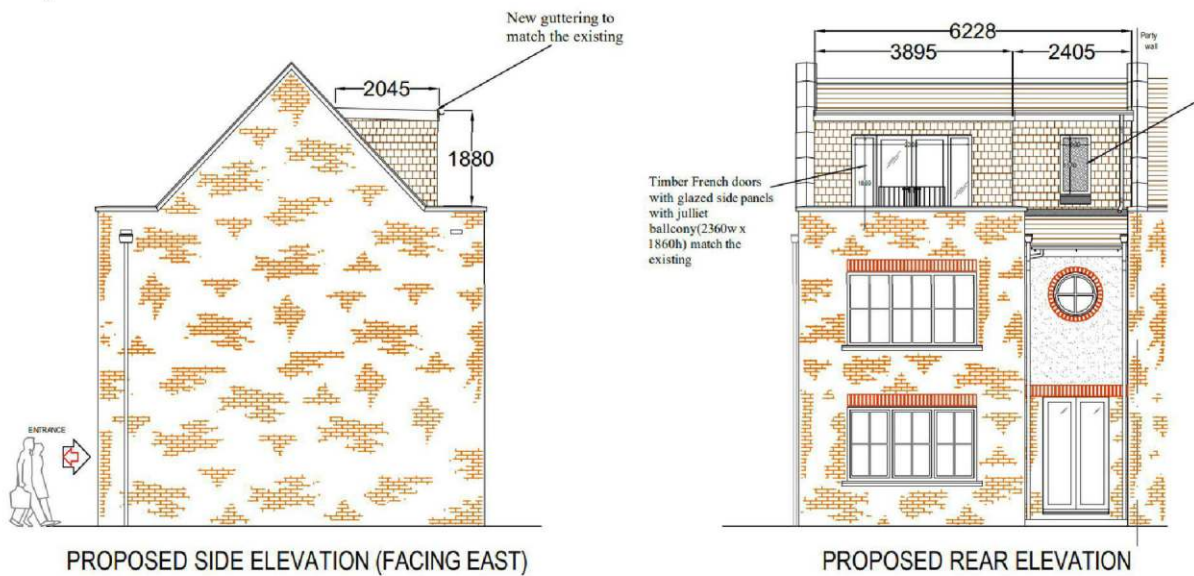 New guttering to
match the existing
2045
1880
ENTRANCE
PROPOSED SIDE ELEVATION (FACING EAST)
6228
3895
2405
Party
wall
Timber French doors
with glazed side panels
with julliet
ballcony(2360w x
1860h) match the
existing
PROPOSED REAR ELEVATION